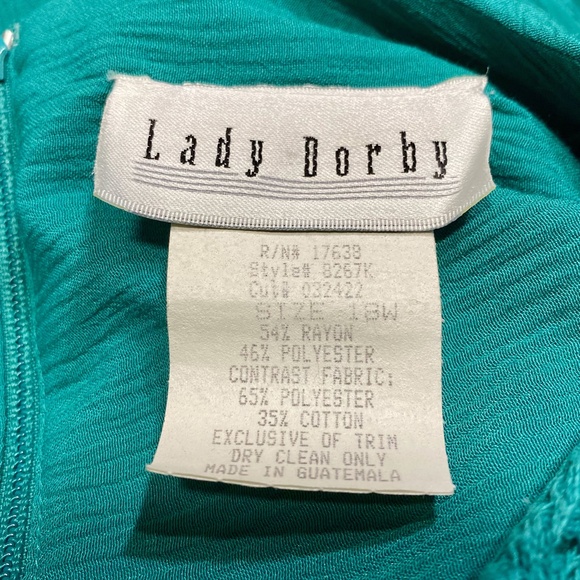 Lady Dorby
R/N# 17638
Style# 8267K
Cut# 032422
SIZE 18W
54% RAYON
46% POLYESTER
CONTRAST FABRIC:
65% POLYESTER
35% COTTON
EXCLUSIVE OF TRIM
DRY CLEAN ONLY
MADE IN GUATEMALA